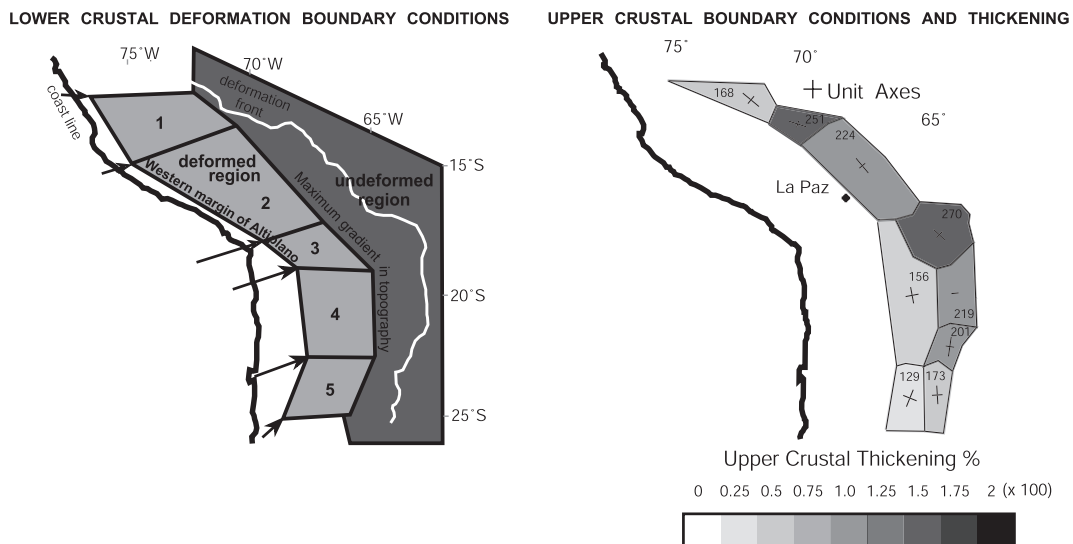 LOWER CRUSTAL DEFORMATION BOUNDARY CONDITIONS
75°W
70°W
65°W
15°S
20°S
25°S
coast line
deformation
front
1
deformed
region
2
3
4
5
Western margin of Altiplano
Maximum gradient
in topography
undeformed
region
UPPER CRUSTAL BOUNDARY CONDITIONS AND THICKENING
75°
70°
65°
Unit Axes
168
251
224
La Paz
270
156
219
201
129
173
Upper Crustal Thickening %
0 0.25 0.5 0.75 1.0 1.25 1.5 1.75 2 (x 100)